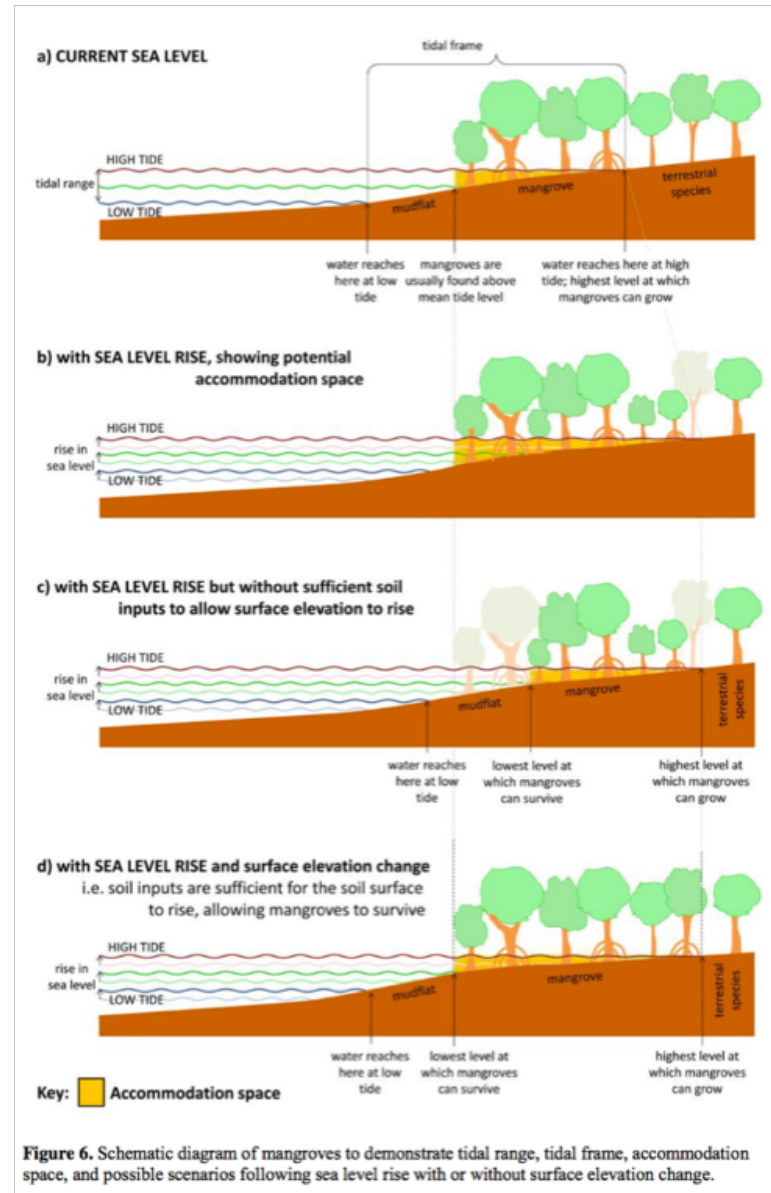 a) CURRENT SEA LEVEL
tidal frame
HIGH TIDE
tidal range
LOW TIDE
mudflat
mangrove
terrestrial
species
water reaches
here at low
tide
mangroves are
usually found above
mean tide level
water reaches here at high
tide; highest level at which
mangroves can grow
b) with SEA LEVEL RISE, showing potential
accommodation space
HIGH TIDE
rise in
sea level
LOW TIDE
c) with SEA LEVEL RISE but without sufficient soil
inputs to allow surface elevation to rise
HIGH TIDE
rise in
sea level
LOW TIDE
mudflat
mangrove
terrestrial
species
water reaches
here at low
tide
lowest level at
which mangroves
can survive
highest level at
which mangroves
can grow
d) with SEA LEVEL RISE and surface elevation change
i.e. soil inputs are sufficient for the soil surface
to rise, allowing mangroves to survive
HIGH TIDE
rise in
sea level
LOW TIDE
mudflat
mangrove
terrestrial
species
water reaches
here at low tide
lowest level at
which mangroves
can survive
highest level at
which mangroves
can grow
Key: Accommodation space
Figure 6. Schematic diagram of mangroves to demonstrate tidal range, tidal frame, accommodation
space, and possible scenarios following sea level rise with or without surface elevation change.